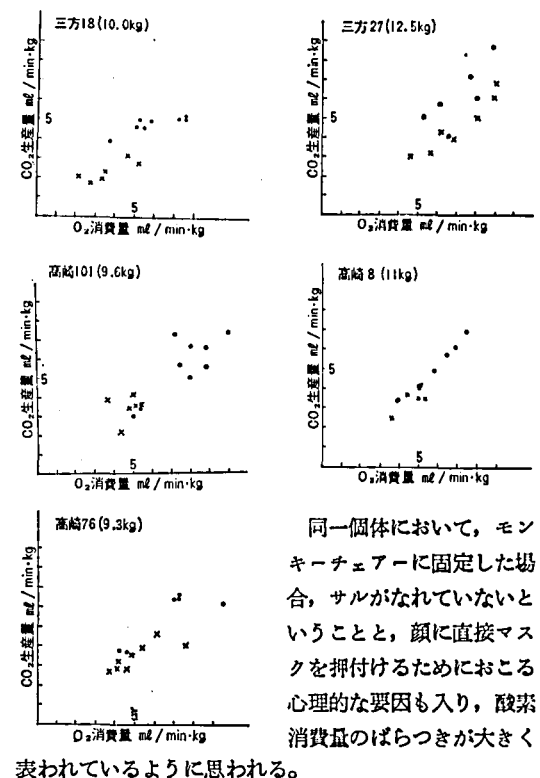 三方18(10.0kg)
CO₂生産量 mℓ/min·kg
5
5
O₂消費量 mℓ/min·kg
三方27(12.5kg)
CO₂生産量 mℓ/min·kg
5
5
O₂消費量 mℓ/min·kg
高崎101(9.6kg)
CO₂生産量 mℓ/min·kg
5
5
O₂消費量 mℓ/min·kg
高崎8(11kg)
CO₂生産量 mℓ/min·kg
5
5
O₂消費量 mℓ/min·kg
高崎76(9.3kg)
CO₂生産量 mℓ/min·kg
5
O₂消費量 mℓ/min·kg
同一個体において，モン
キーチェアーに固定した場
合，サルがなれていないと
いうことと，顔に直接マス
クを押付けるためにおこる
心理的な要因も入り，酸素
消費量のばらつきが大きく
表われているように思われる。